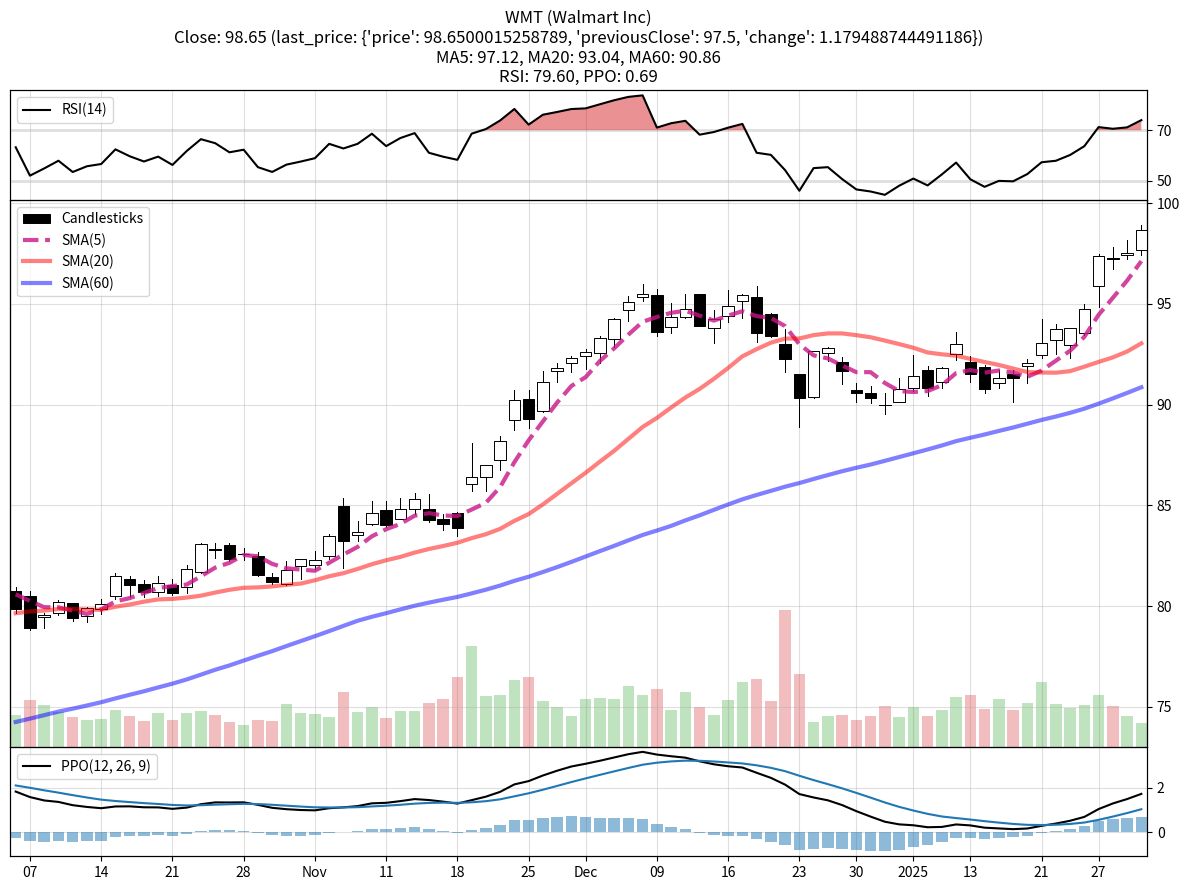 WMT (Walmart Inc)
Close: 98.65 (last_price: {'price': 98.6500015258789, 'previousClose': 97.5, 'change': 1.179488744491186})
MA5: 97.12, MA20: 93.04, MA60: 90.86
RSI: 79.60, PPO: 0.69
RSI(14)
70
50
Candlesticks
SMA(5)
SMA(20)
SMA(60)
100
95
90
85
80
75
PPO(12, 26, 9)
2
0
07 14 21 28 Nov 11 18 25 Dec 09 16 23 30 2025 13 21 27